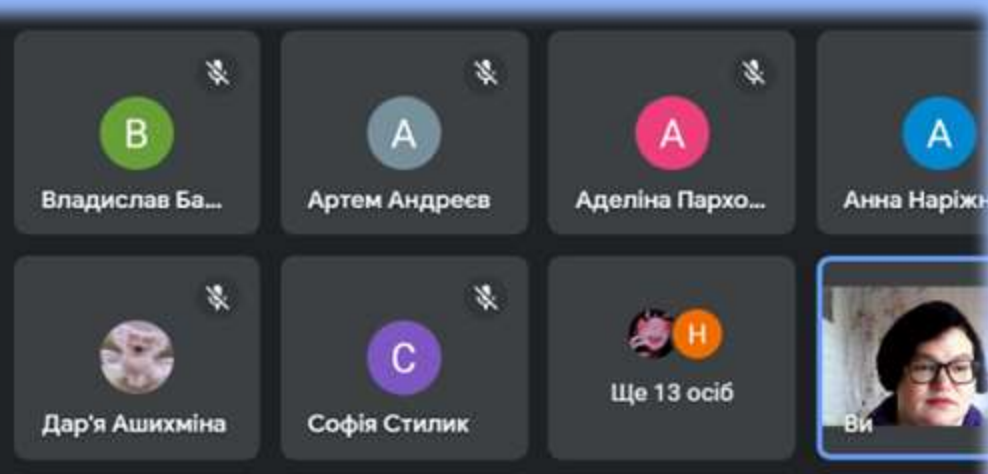 В
Владислав Ба...
А
Артем Андреєв
А
Аделіна Пархо...
А
Анна Наріжн
Дар'я Ашихміна
С
Софія Стилик
Н
Ще 13 осіб
Ви